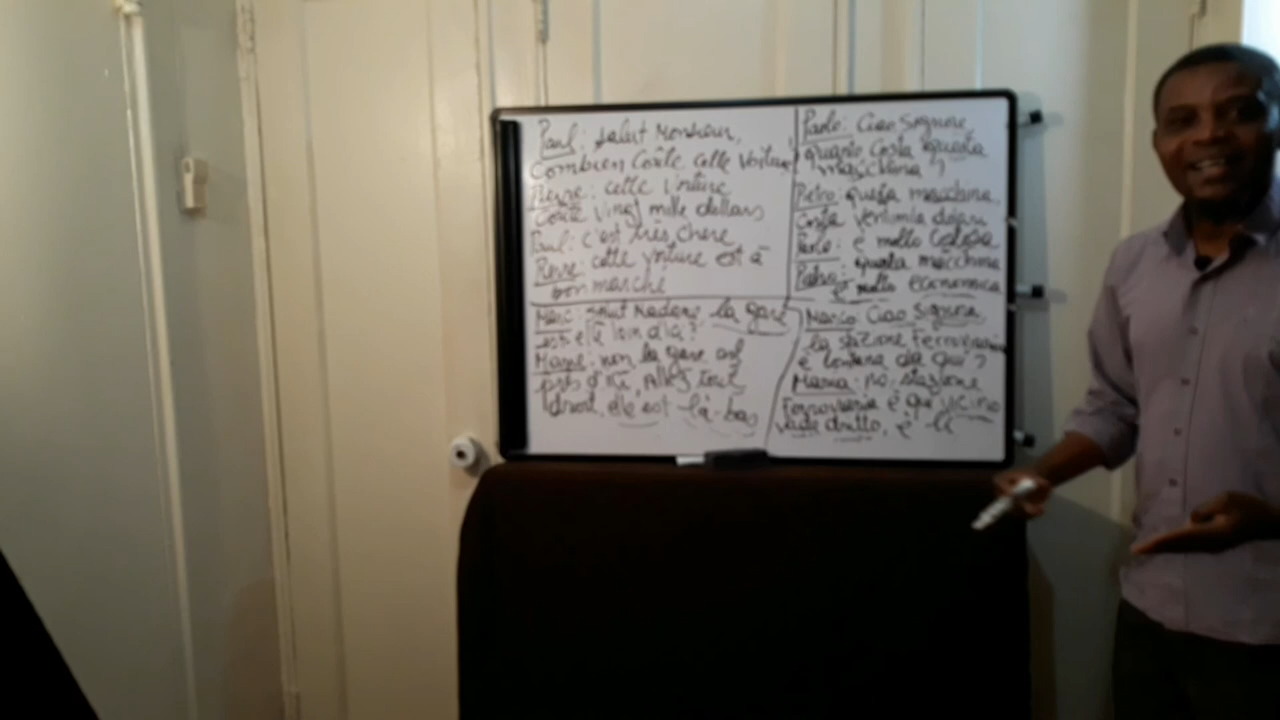 Paul: Salut Monsieur,
Combien Coûte cette voiture
Pierre: cette voiture
Coûte vingt mille dollars
Paul: c'est très chère
Pierre: cette voiture est à
bon marché
Marc: Salut Madame la gare
est elle loin d'ici?
Marie: non la gare est
près d'ici, Allez tout
droit, elle est là-bas
Paolo: Ciao Signore,
quanto Costa questa
macchina?
Pietro: questa macchina
Costa ventimila dollari
Paolo: è molto Costosa
Pietro: questa macchina
è molto economica
Marco: Ciao Signora,
la stazione Ferroviaria
è lontana da qui?
Maria: no, stazione
Ferroviaria è qui vicino
vada dritto, è lì